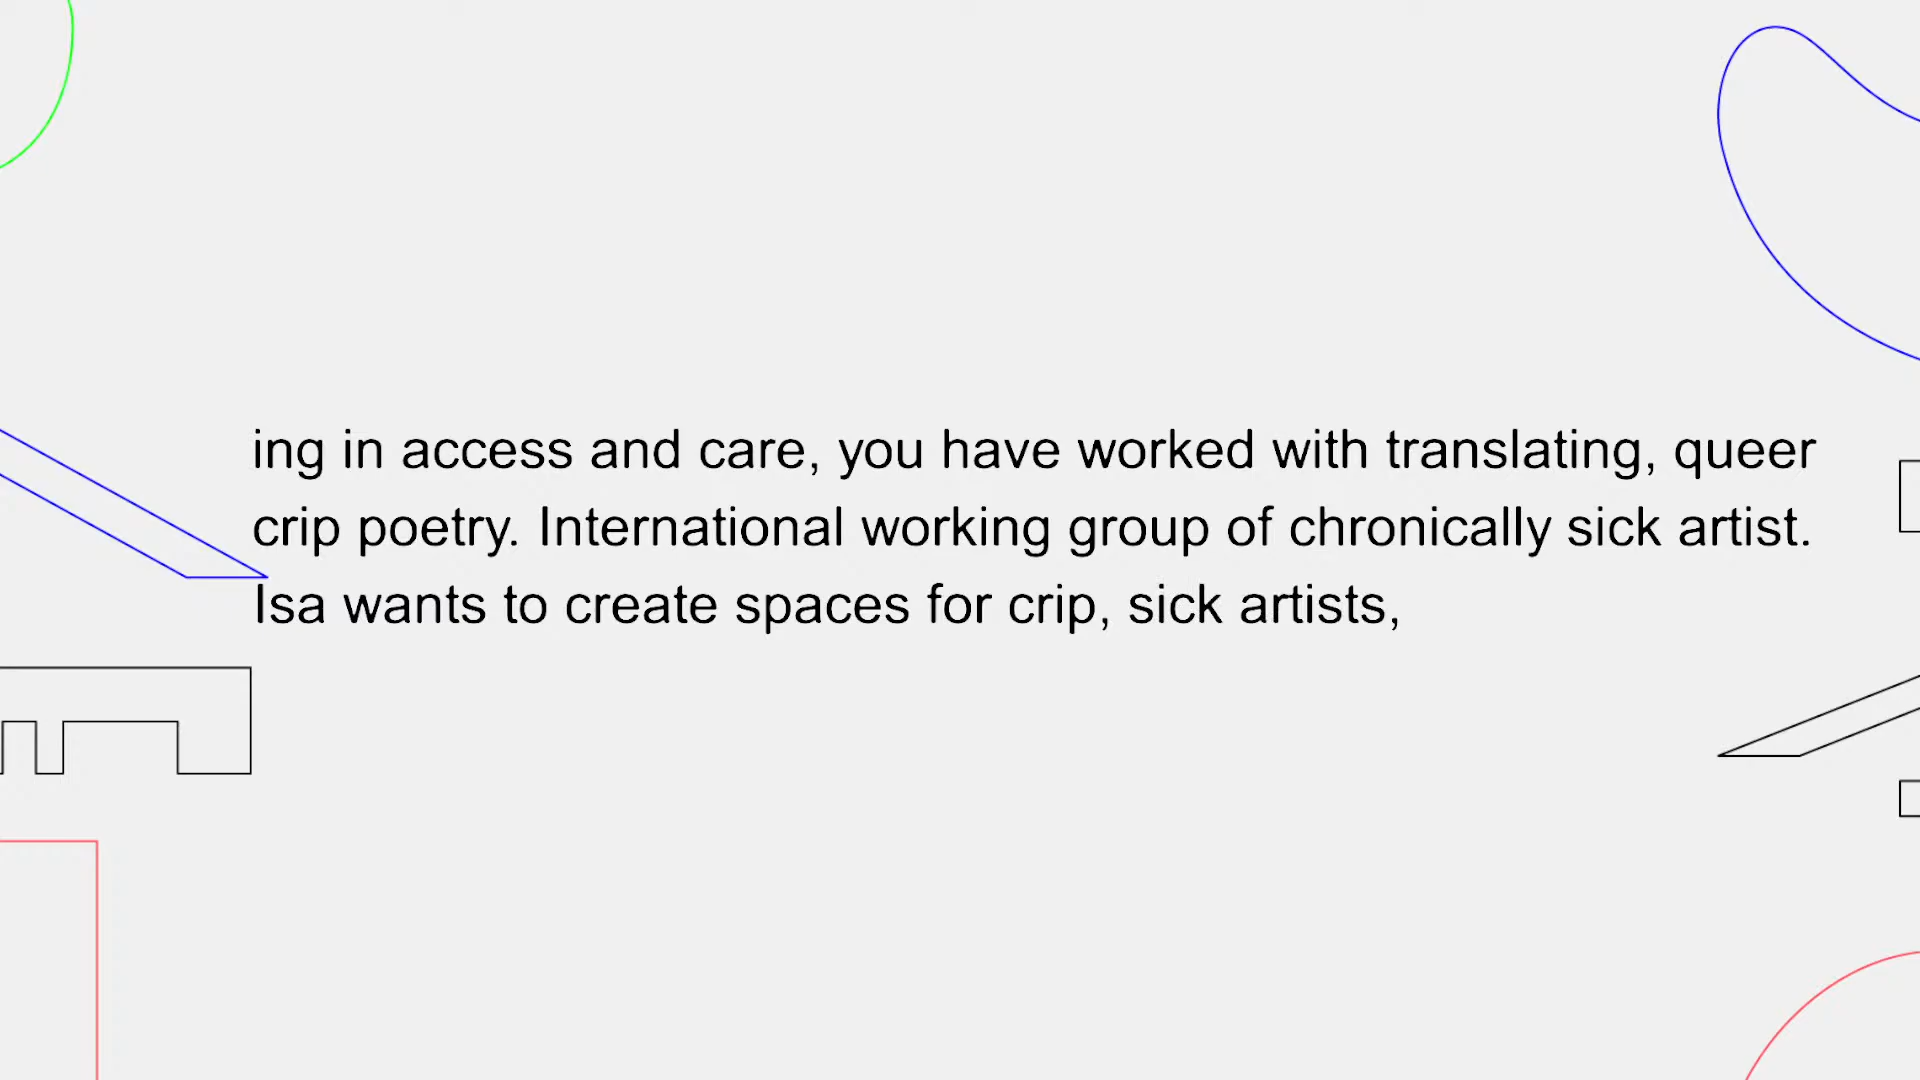 ing in access and care, you have worked with translating, queer
crip poetry. International working group of chronically sick artist.
Isa wants to create spaces for crip, sick artists,